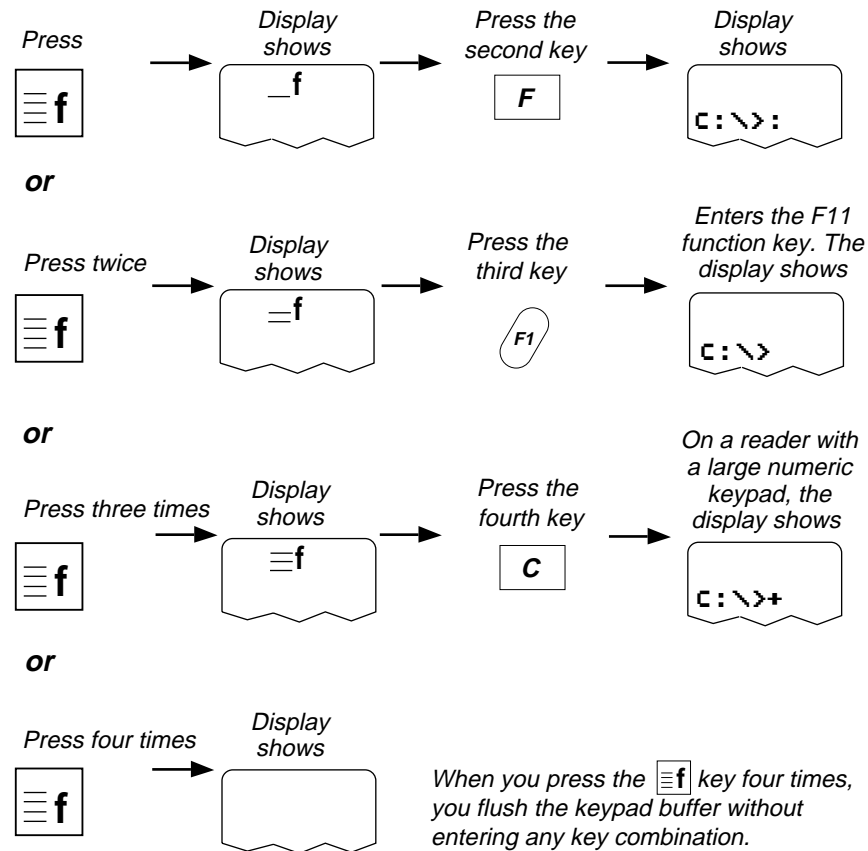 Press
Display
shows
Press the
second key
Display
shows
f
f
F
C:\>:
or
Press twice
Display
shows
Press the
third key
Enters the F11
function key. The
display shows
f
f
F1
C:\>
or
Press three times
Display
shows
Press the
fourth key
On a reader with
a large numeric
keypad, the
display shows
f
f
C
C:\>+
or
Press four times
Display
shows
f
When you press the f key four times,
you flush the keypad buffer without
entering any key combination.